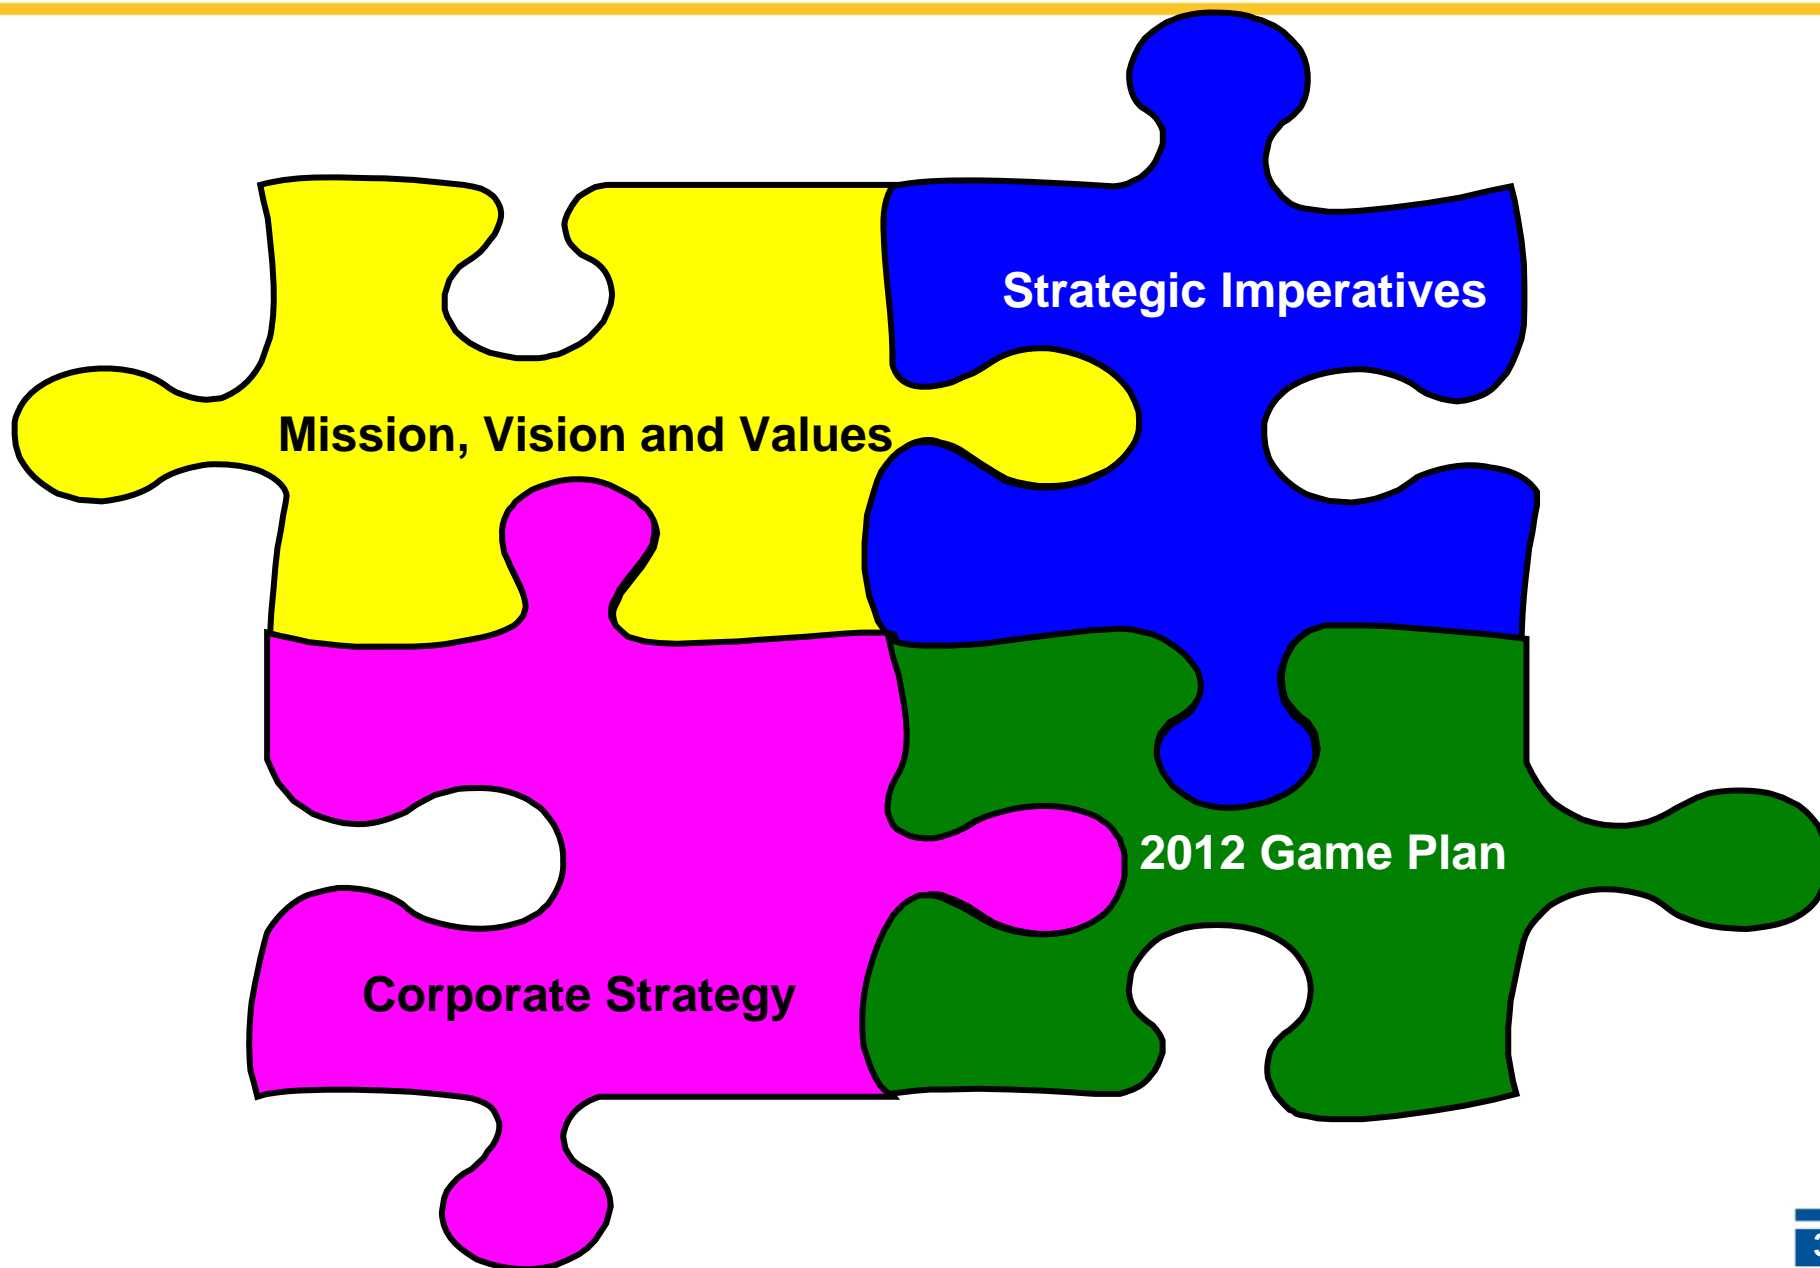 Strategic Imperatives
Mission, Vision and Values
2012 Game Plan
Corporate Strategy